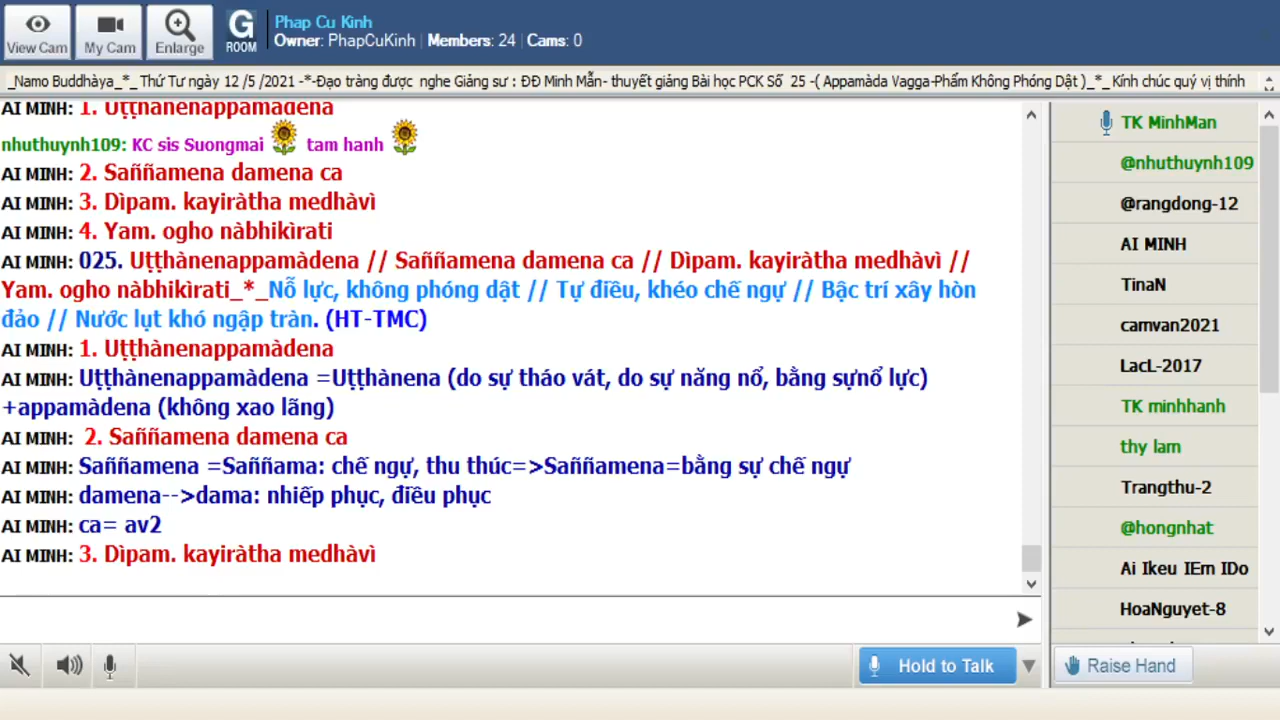 View Cam
My Cam
Enlarge
G
ROOM
Phap Cu Kinh
Owner: PhapCuKinh | Members: 24 | Cams: 0
_Namo Buddhàya_*_ Thứ Tư ngày 12 /5 /2021 -*-Đạo tràng được nghe Giảng sư : ĐĐ Minh Mẫn- thuyết giảng Bài học PCK Số 25 -( Appamàda Vagga-Phẩm Không Phóng Dật )_*_ Kính chúc quý vị thính
AI MINH: 1. Uṭṭhànenappamàdena
nhuthuynh109: KC sis Suongmai tam hanh
AI MINH: 2. Saññamena damena ca
AI MINH: 3. Dìpam. kayiràtha medhàvì
AI MINH: 4. Yam. ogho nàbhikìrati
AI MINH: 025. Uṭṭhànenappamàdena // Saññamena damena ca // Dìpam. kayiràtha medhàvì //
Yam. ogho nàbhikìrati_*_Nỗ lực, không phóng dật // Tự điều, khéo chế ngự // Bậc trí xây hòn
đảo // Nước lụt khó ngập tràn. (HT-TMC)
AI MINH: 1. Uṭṭhànenappamàdena
AI MINH: Uṭṭhànenappamàdena =Uṭṭhànena (do sự tháo vát, do sự năng nổ, bằng sựnổ lực)
+appamàdena (không xao lãng)
AI MINH: 2. Saññamena damena ca
AI MINH: Saññamena =Saññama: chế ngự, thu thúc=>Saññamena=bằng sự chế ngự
AI MINH: damena-->dama: nhiếp phục, điều phục
AI MINH: ca= av2
AI MINH: 3. Dìpam. kayiràtha medhàvì
TK MinhMan
@nhuthuynh109
@rangdong-12
AI MINH
TinaN
camvan2021
LacL-2017
TK minhhanh
thy lam
Trangthu-2
@hongnhat
Ai Ikeu IEm IDo
HoaNguyet-8
Hold to Talk
Raise Hand